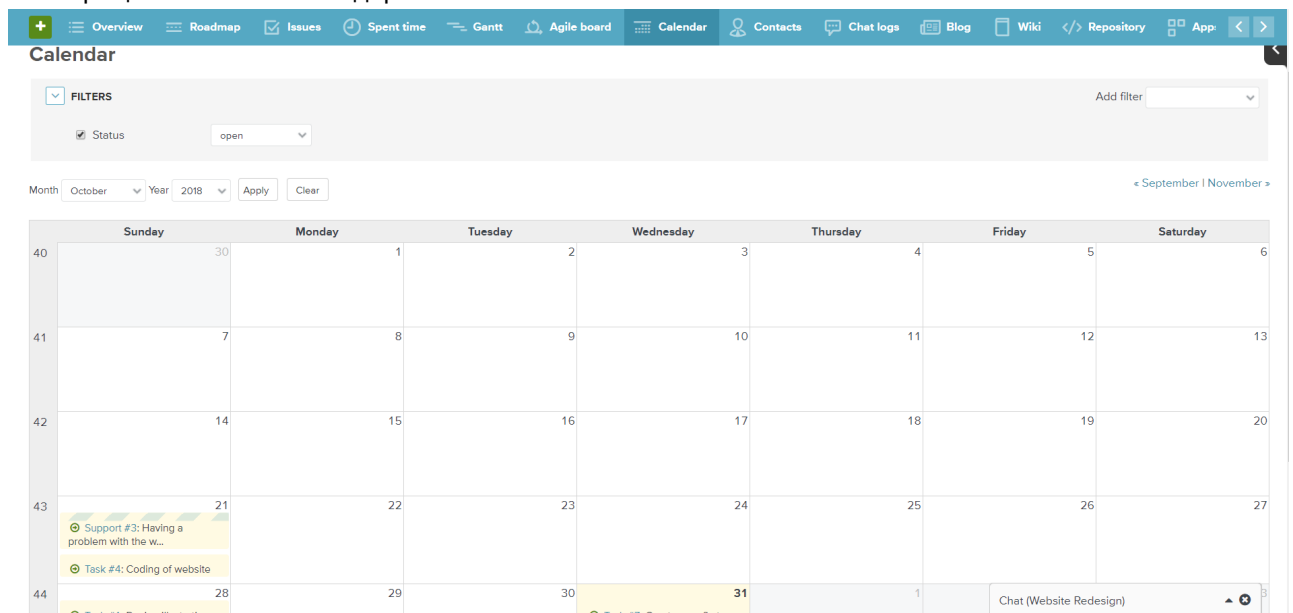 + Overview Roadmap Issues Spent time Gantt Agile board Calendar Contacts Chat logs Blog Wiki </> Repository App < >
Calendar
FILTERS Add filter
Status open
Month October Year 2018 Apply Clear « September | November »
Sunday Monday Tuesday Wednesday Thursday Friday Saturday
40 30 1 2 3 4 5 6
41 7 8 9 10 11 12 13
42 14 15 16 17 18 19 20
43 21 22 23 24 25 26 27
Support #3: Having a
problem with the w...
Task #4: Coding of website
44 28 29 30 31 1 3
Chat (Website Redesign)